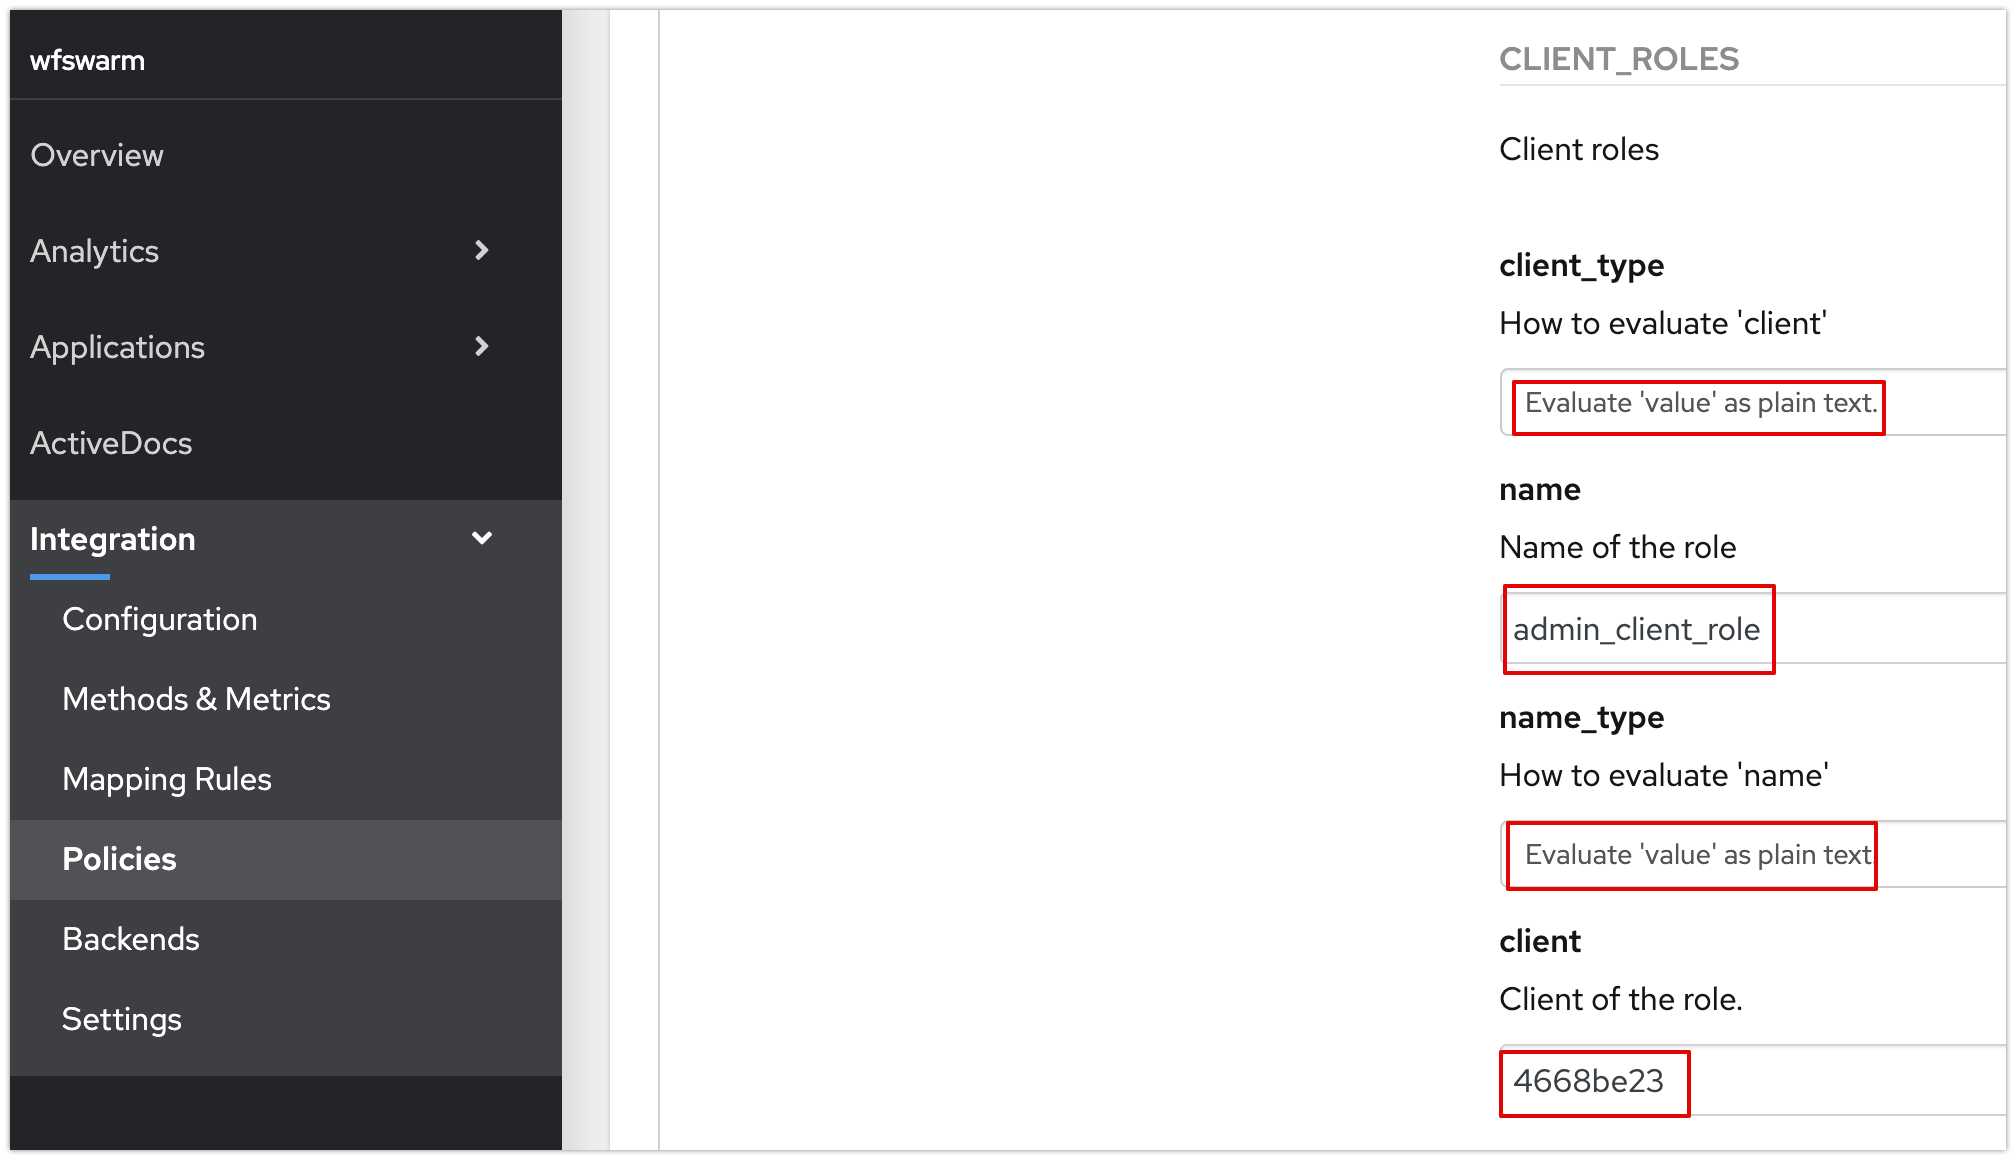 wfswarm
Overview
Analytics
Applications
ActiveDocs
Integration
Configuration
Methods & Metrics
Mapping Rules
Policies
Backends
Settings
CLIENT_ROLES
Client roles
client_type
How to evaluate 'client'
Evaluate 'value' as plain text.
name
Name of the role
admin_client_role
name_type
How to evaluate 'name'
Evaluate 'value' as plain text.
client
Client of the role.
4668be23